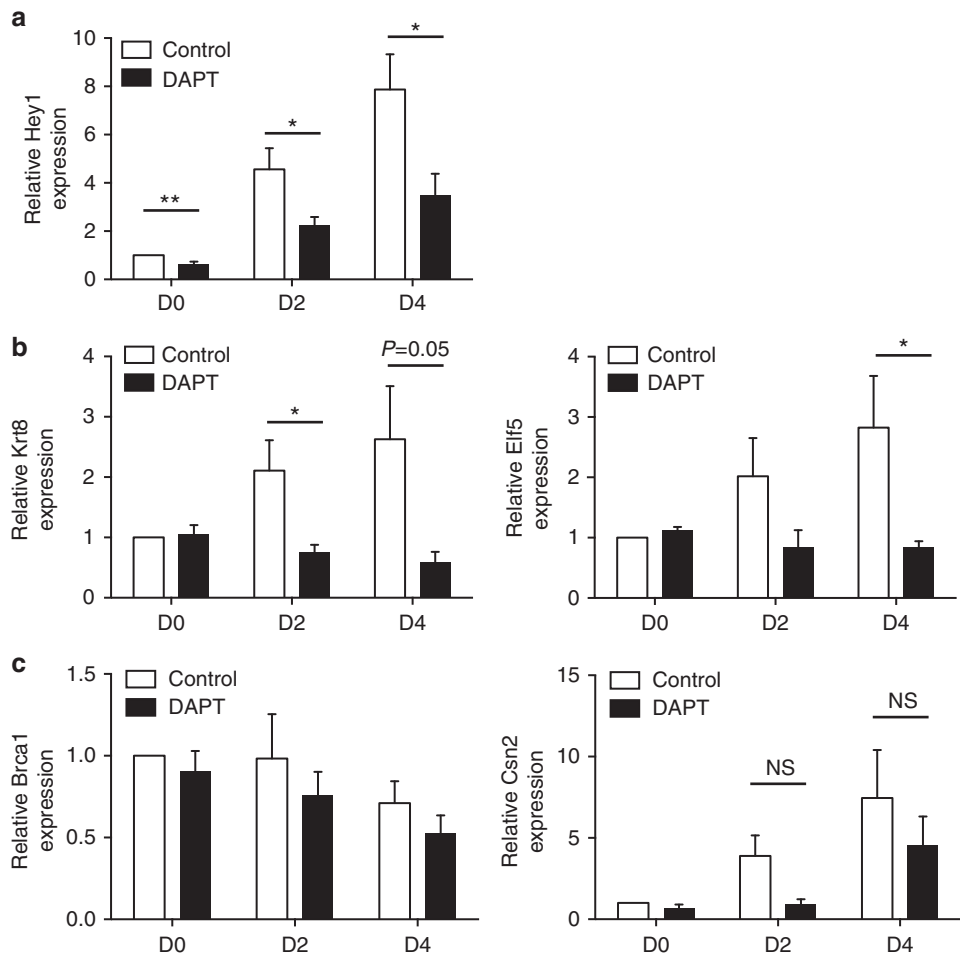 a
Relative Hey1
expression
10
8
6
4
2
0
Control
DAPT
**
*
*
D0
D2
D4
b
Relative Krt8
expression
4
3
2
1
0
Control
DAPT
*
P=0.05
D0
D2
D4
Relative Elf5
expression
4
3
2
1
0
Control
DAPT
*
D0
D2
D4
c
Relative Brca1
expression
1.5
1.0
0.5
0.0
Control
DAPT
D0
D2
D4
Relative Csn2
expression
15
10
5
0
Control
DAPT
NS
NS
D0
D2
D4